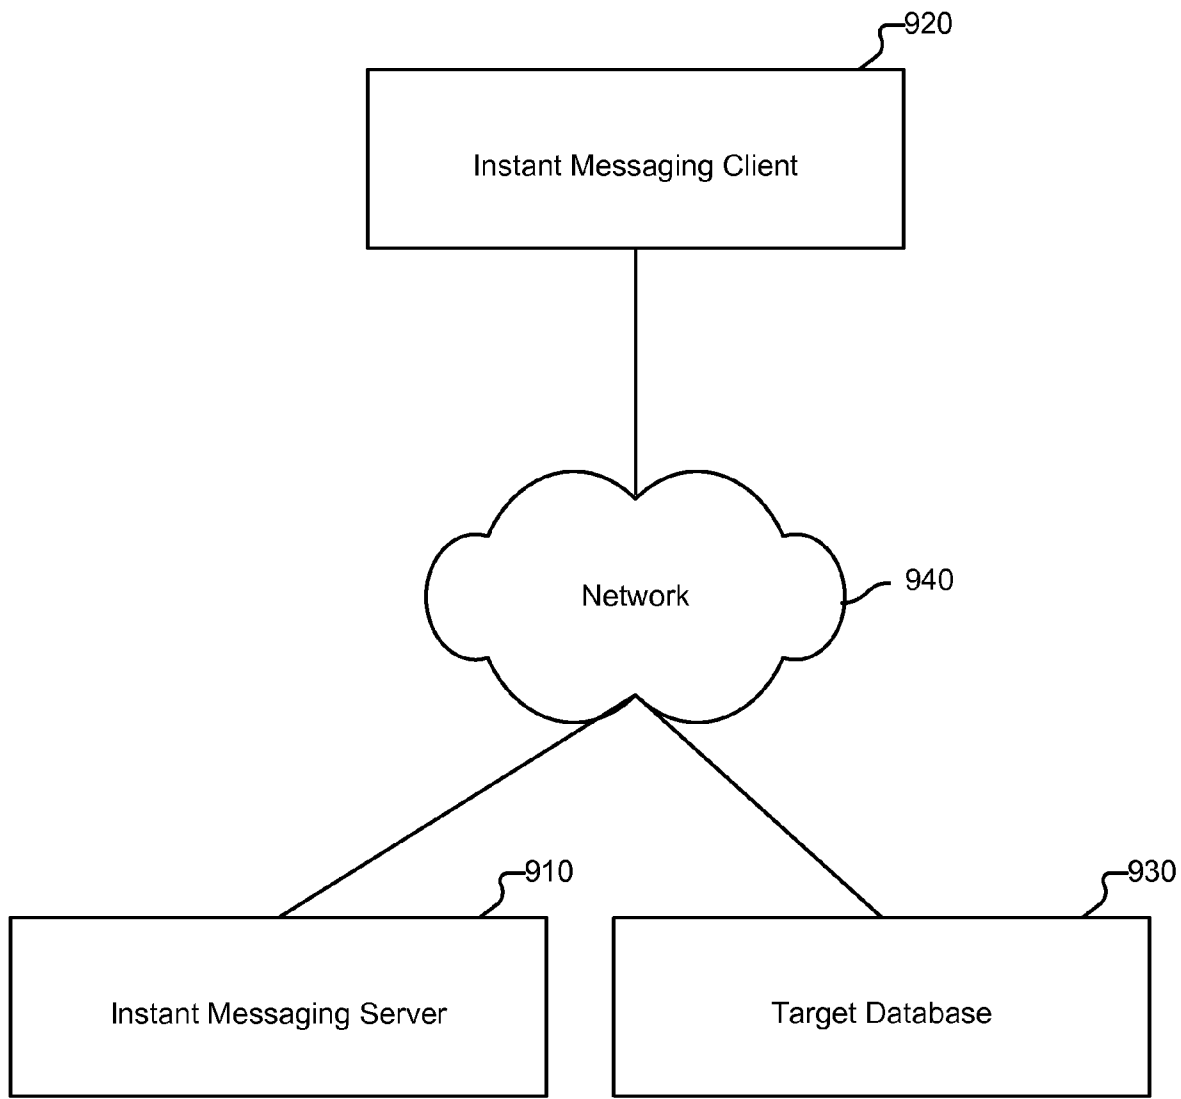 920
Instant Messaging Client
Network
940
910
930
Instant Messaging Server
Target Database